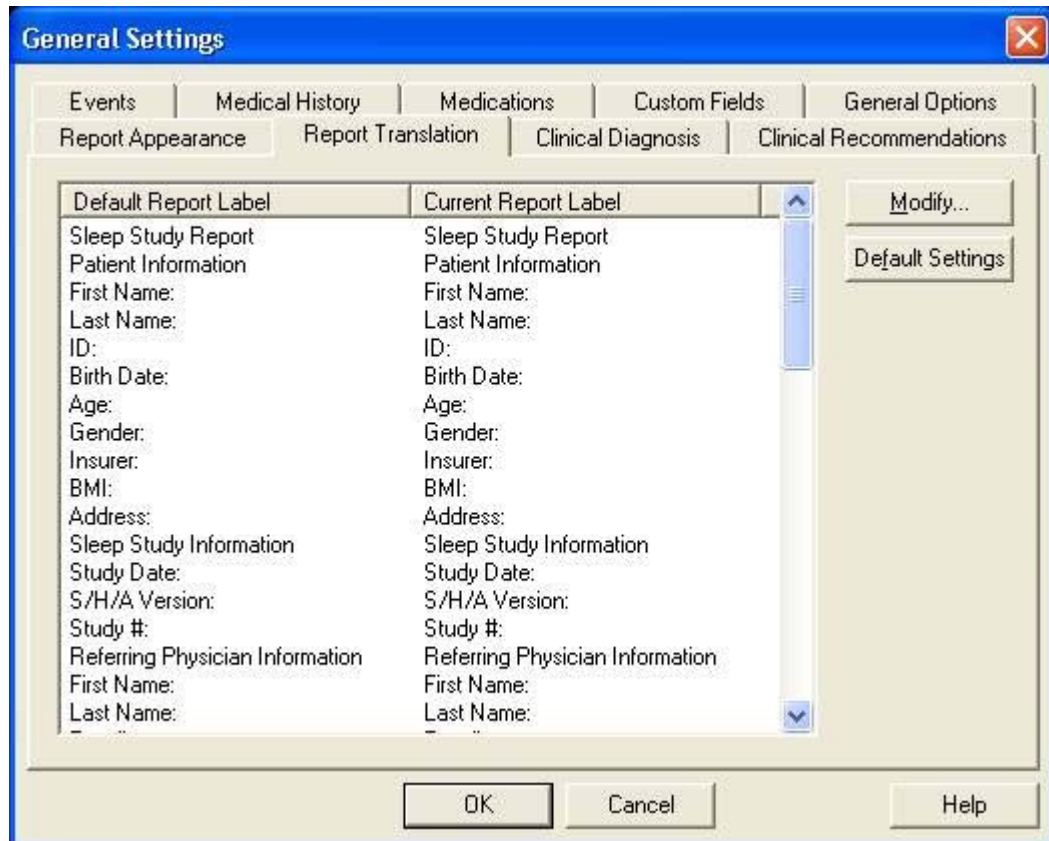 General Settings
Events Medical History Medications Custom Fields General Options
Report Appearance Report Translation Clinical Diagnosis Clinical Recommendations
Default Report Label Current Report Label Modify...
Sleep Study Report Sleep Study Report
Patient Information Patient Information Default Settings
First Name: First Name:
Last Name: Last Name:
ID: ID:
Birth Date: Birth Date:
Age: Age:
Gender: Gender:
Insurer: Insurer:
BMI: BMI:
Address: Address:
Sleep Study Information Sleep Study Information
Study Date: Study Date:
S/H/A Version: S/H/A Version:
Study #: Study #:
Referring Physician Information Referring Physician Information
First Name: First Name:
Last Name: Last Name:
OK Cancel Help